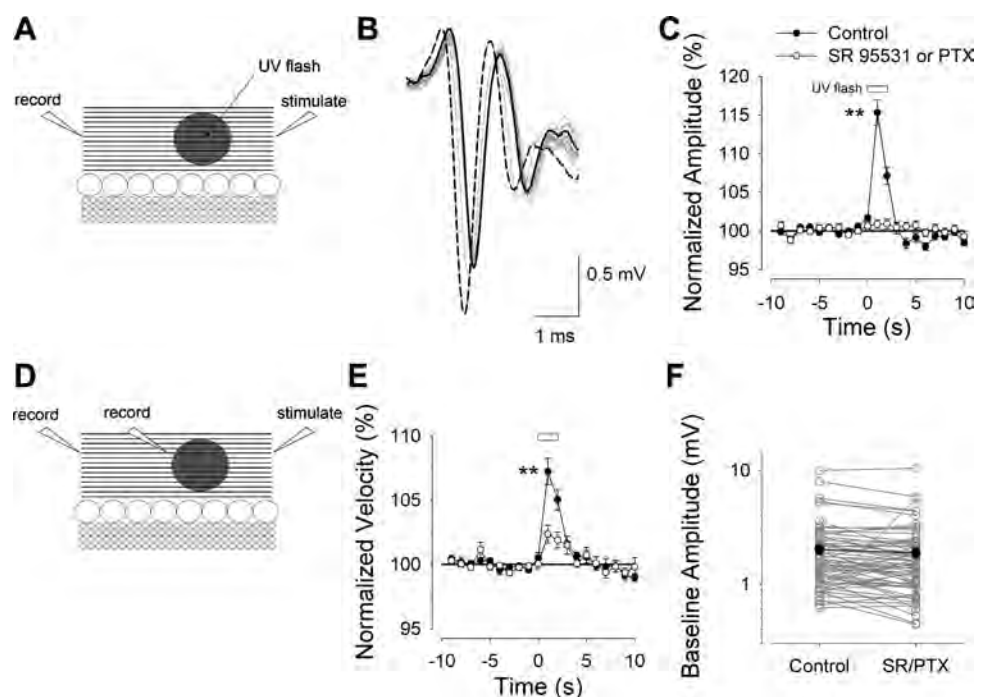 A
UV flash
record
stimulate
B
0.5 mV
1 ms
C
Control
SR 95531 or PTX
Normalized Amplitude (%)
120
115
110
105
100
95
UV flash
**
-10
-5
0
5
10
Time (s)
D
record
record
stimulate
E
Normalized Velocity (%)
110
105
100
95
**
-10
-5
0
5
10
Time (s)
F
Baseline Amplitude (mV)
10
1
Control
SR/PTX